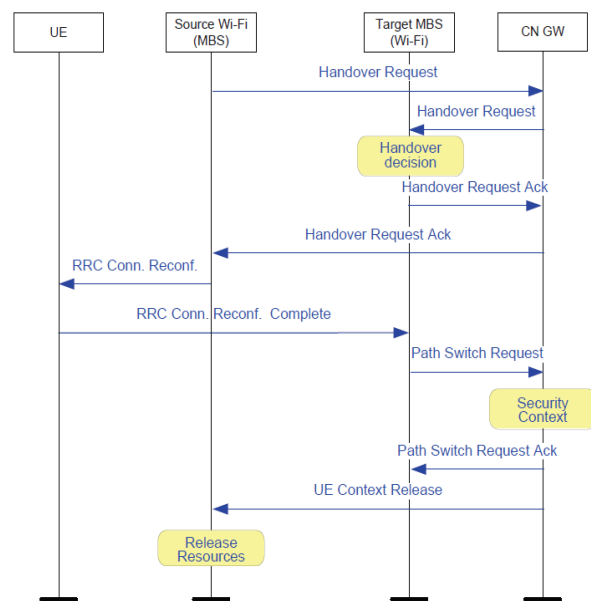 UE
Source Wi-Fi
(MBS)
Target MBS
(Wi-Fi)
CN GW
Handover Request
Handover Request
Handover
decision
Handover Request Ack
Handover Request Ack
RRC Conn. Reconf.
RRC Conn. Reconf. Complete
Path Switch Request
Security
Context
Path Switch Request Ack
UE Context Release
Release
Resources